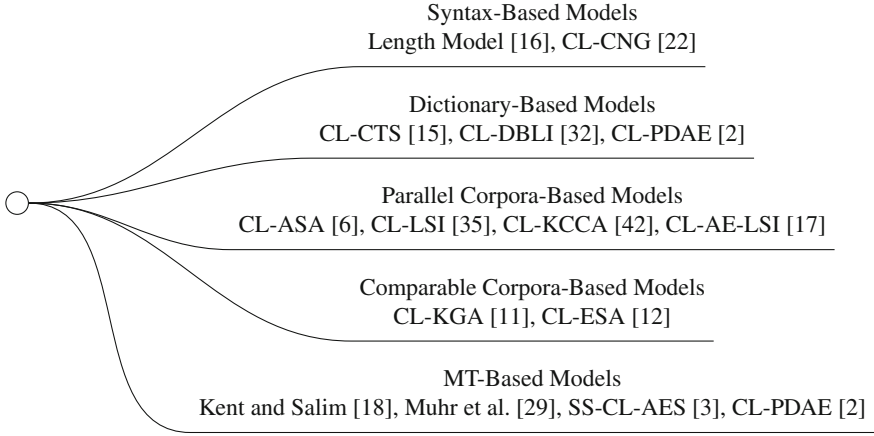 Syntax-Based Models
Length Model [16], CL-CNG [22]
Dictionary-Based Models
CL-CTS [15], CL-DBLI [32], CL-PDAE [2]
Parallel Corpora-Based Models
CL-ASA [6], CL-LSI [35], CL-KCCA [42], CL-AE-LSI [17]
Comparable Corpora-Based Models
CL-KGA [11], CL-ESA [12]
MT-Based Models
Kent and Salim [18], Muhr et al. [29], SS-CL-AES [3], CL-PDAE [2]